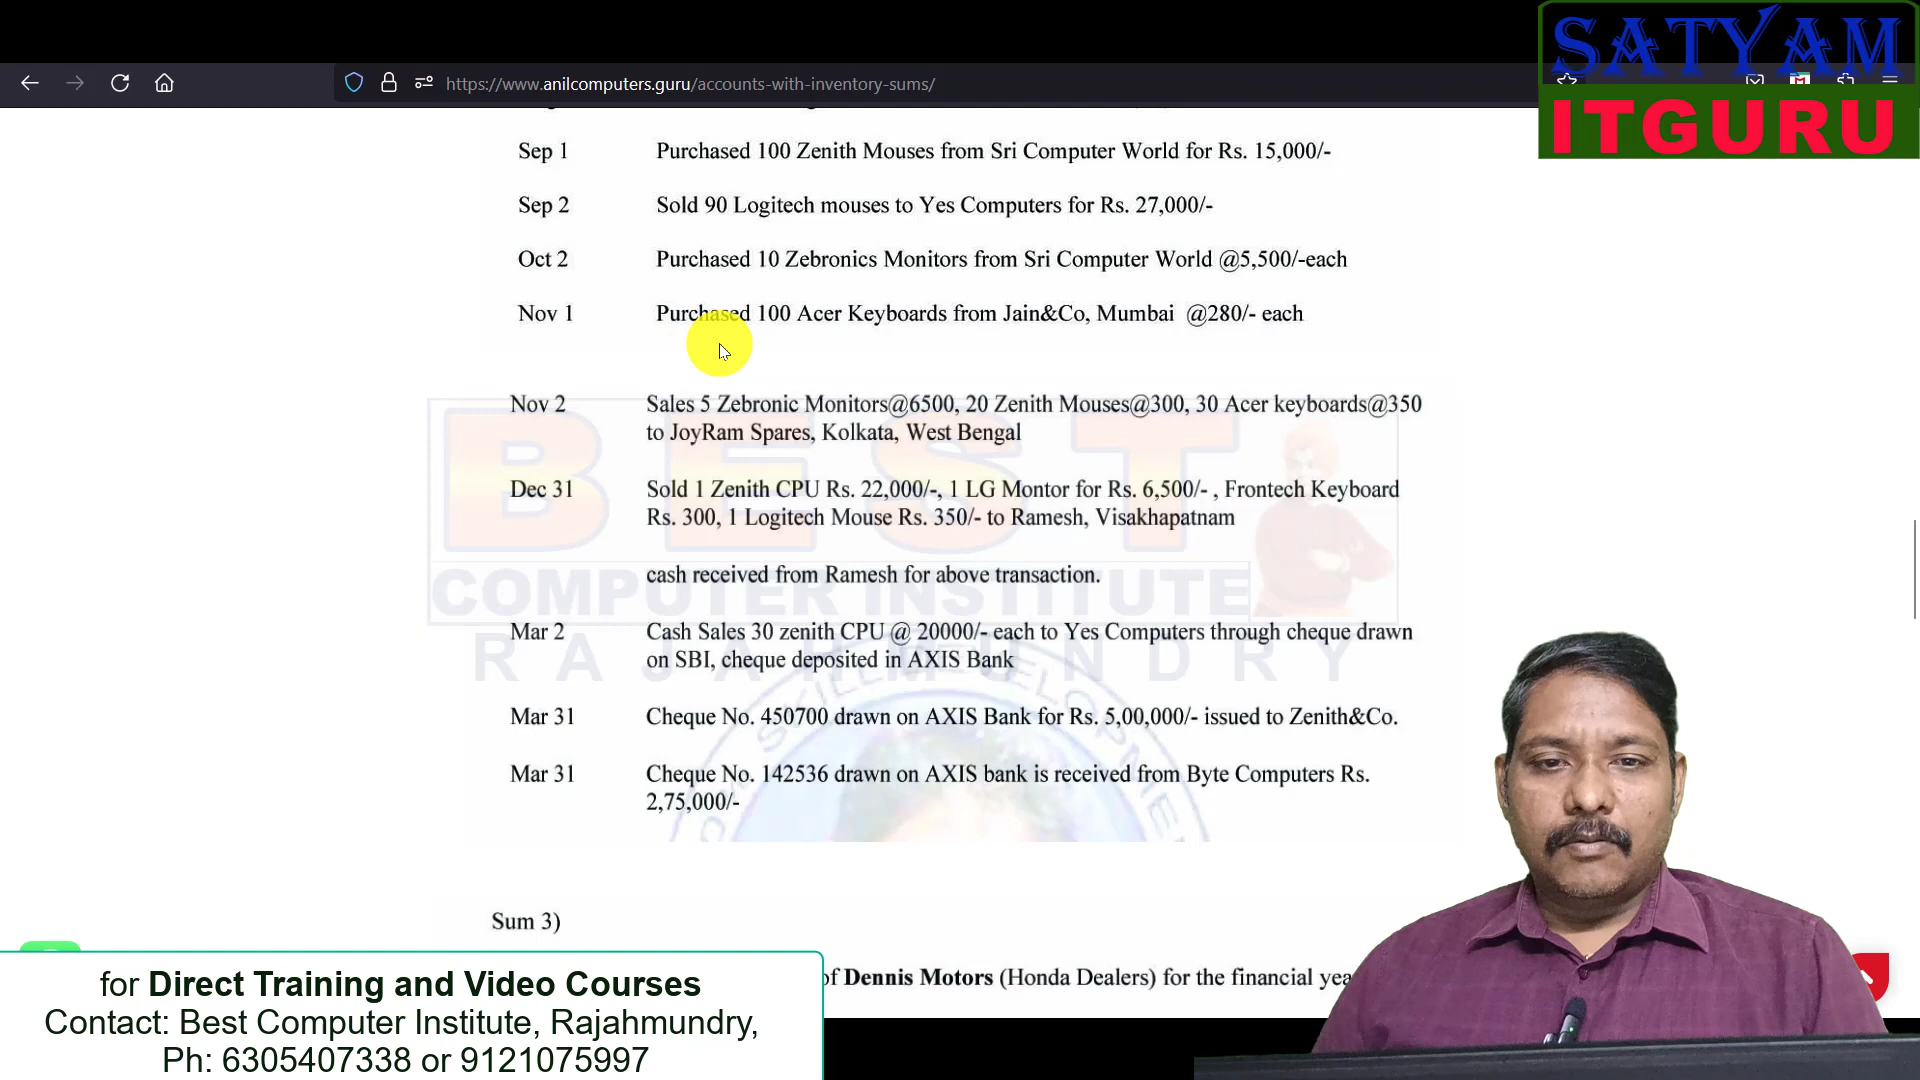 SATYAM
ITGURU
https://www.anilcomputers.guru/accounts-with-inventory-sums/
Sep 1 Purchased 100 Zenith Mouses from Sri Computer World for Rs. 15,000/-
Sep 2 Sold 90 Logitech mouses to Yes Computers for Rs. 27,000/-
Oct 2 Purchased 10 Zebronics Monitors from Sri Computer World @5,500/-each
Nov 1 Purchased 100 Acer Keyboards from Jain&Co, Mumbai @280/- each
Nov 2 Sales 5 Zebronic Monitors@6500, 20 Zenith Mouses@300, 30 Acer keyboards@350
to JoyRam Spares, Kolkata, West Bengal
Dec 31 Sold 1 Zenith CPU Rs. 22,000/-, 1 LG Montor for Rs. 6,500/- , Frontech Keyboard
Rs. 300, 1 Logitech Mouse Rs. 350/- to Ramesh, Visakhapatnam
cash received from Ramesh for above transaction.
Mar 2 Cash Sales 30 zenith CPU @ 20000/- each to Yes Computers through cheque drawn
on SBI, cheque deposited in AXIS Bank
Mar 31 Cheque No. 450700 drawn on AXIS Bank for Rs. 5,00,000/- issued to Zenith&Co.
Mar 31 Cheque No. 142536 drawn on AXIS bank is received from Byte Computers Rs.
2,75,000/-
BEST
COMPUTER INSTITUTE
RAJAHMUNDRY
Sum 3)
of Dennis Motors (Honda Dealers) for the financial yea
for Direct Training and Video Courses
Contact: Best Computer Institute, Rajahmundry,
Ph: 6305407338 or 9121075997